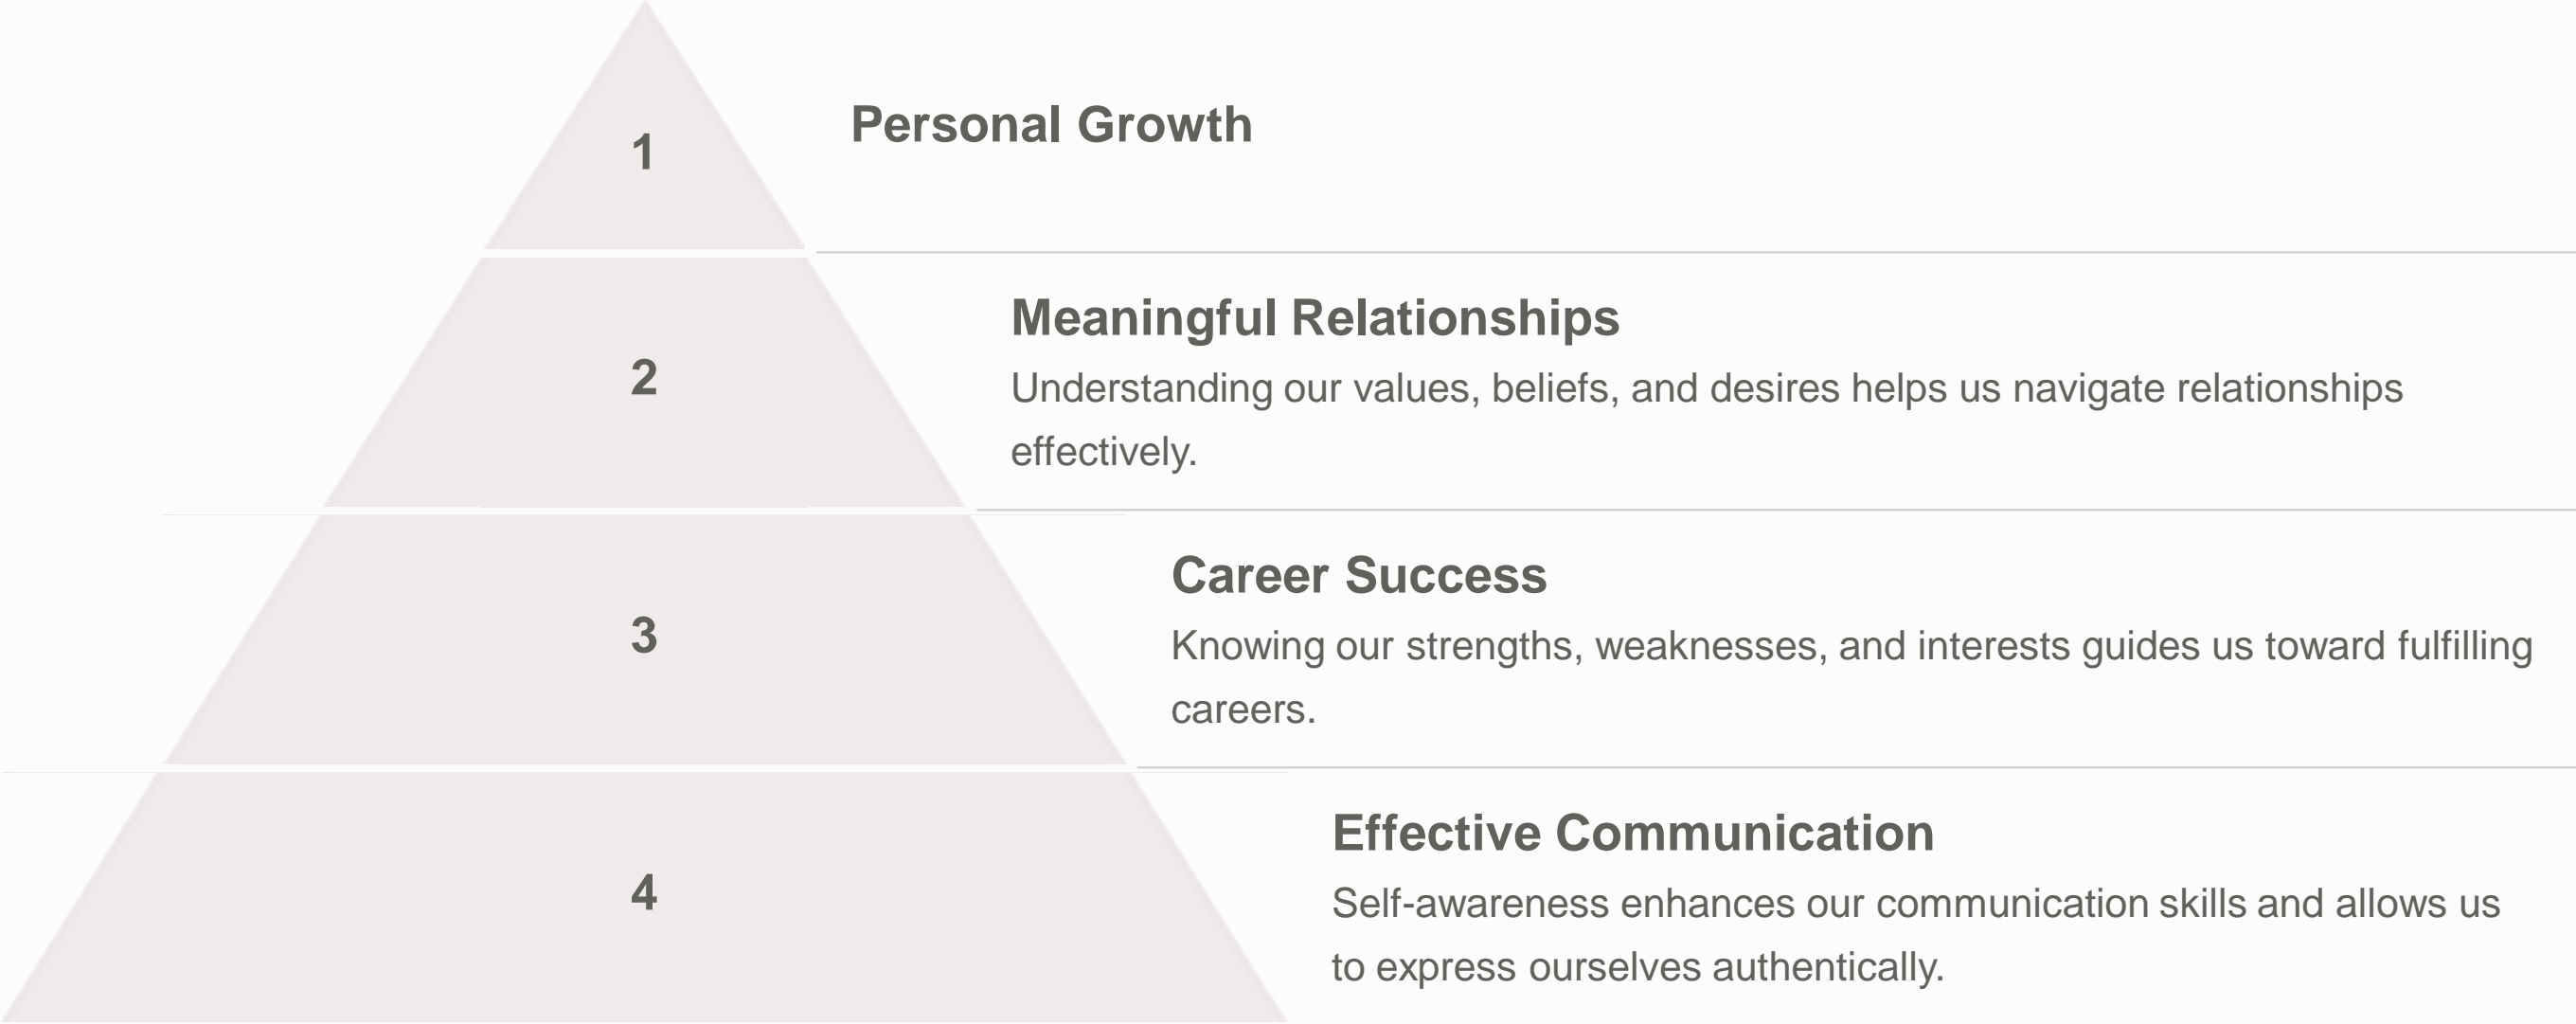 1
Personal Growth
2
Meaningful Relationships
Understanding our values, beliefs, and desires helps us navigate relationships
effectively.
3
Career Success
Knowing our strengths, weaknesses, and interests guides us toward fulfilling
careers.
4
Effective Communication
Self-awareness enhances our communication skills and allows us
to express ourselves authentically.